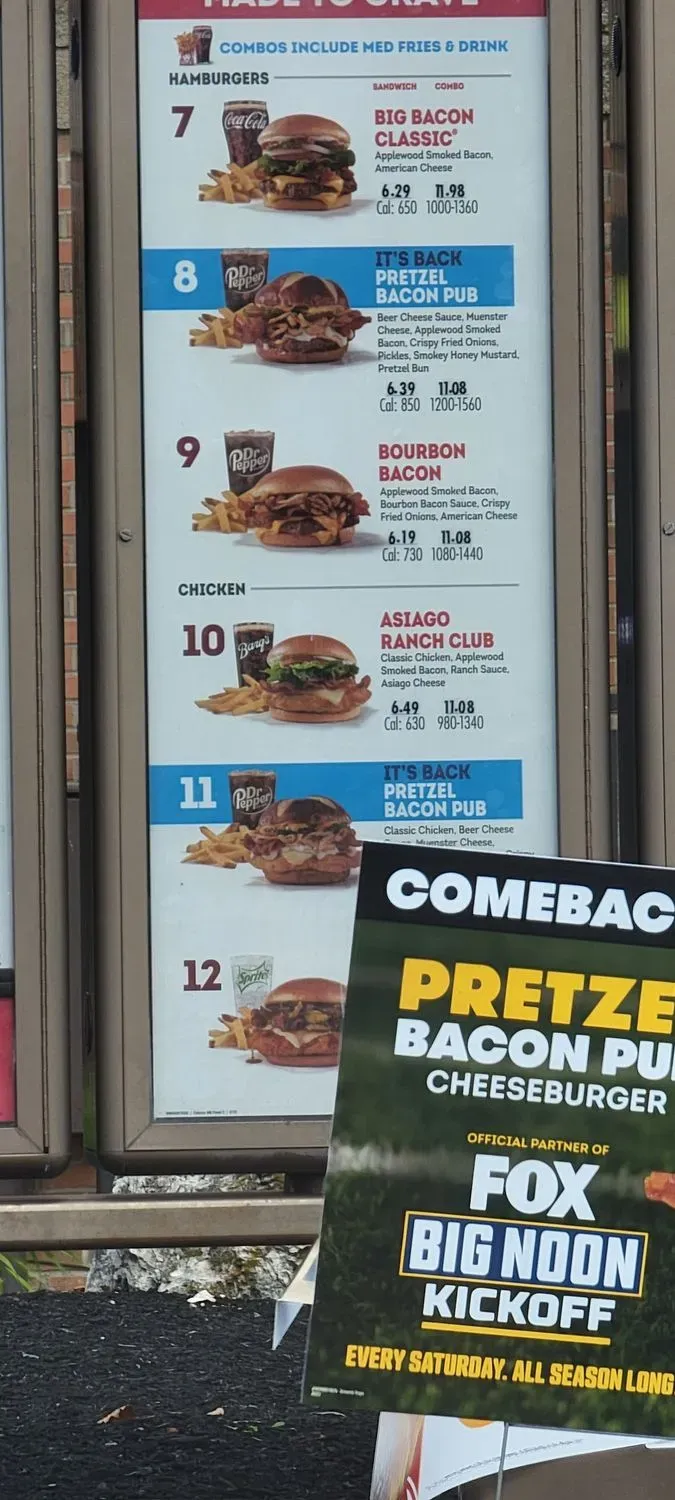 MADE TO CRAVE
COMBOS INCLUDE MED FRIES & DRINK
HAMBURGERS
SANDWICH COMBO
7
Coca-Cola
BIG BACON
CLASSIC®
Applewood Smoked Bacon,
American Cheese
6.29 11.98
Cal: 650 1000-1360
8
Dr Pepper
IT'S BACK
PRETZEL
BACON PUB
Beer Cheese Sauce, Muenster
Cheese, Applewood Smoked
Bacon, Crispy Fried Onions,
Pickles, Smokey Honey Mustard,
Pretzel Bun
6.39 11.08
Cal: 850 1200-1560
9
Dr Pepper
BOURBON
BACON
Applewood Smoked Bacon,
Bourbon Bacon Sauce, Crispy
Fried Onions, American Cheese
6.19 11.08
Cal: 730 1080-1440
CHICKEN
10
Barq's
ASIAGO
RANCH CLUB
Classic Chicken, Applewood
Smoked Bacon, Ranch Sauce,
Asiago Cheese
6.49 11.08
Cal: 630 980-1340
11
Dr Pepper
IT'S BACK
PRETZEL
BACON PUB
Classic Chicken, Beer Cheese
Muenster Cheese,
12
Sprite
COMEBAC
PRETZE
BACON PU
CHEESEBURGER
OFFICIAL PARTNER OF
FOX
BIG NOON
KICKOFF
EVERY SATURDAY. ALL SEASON LONG